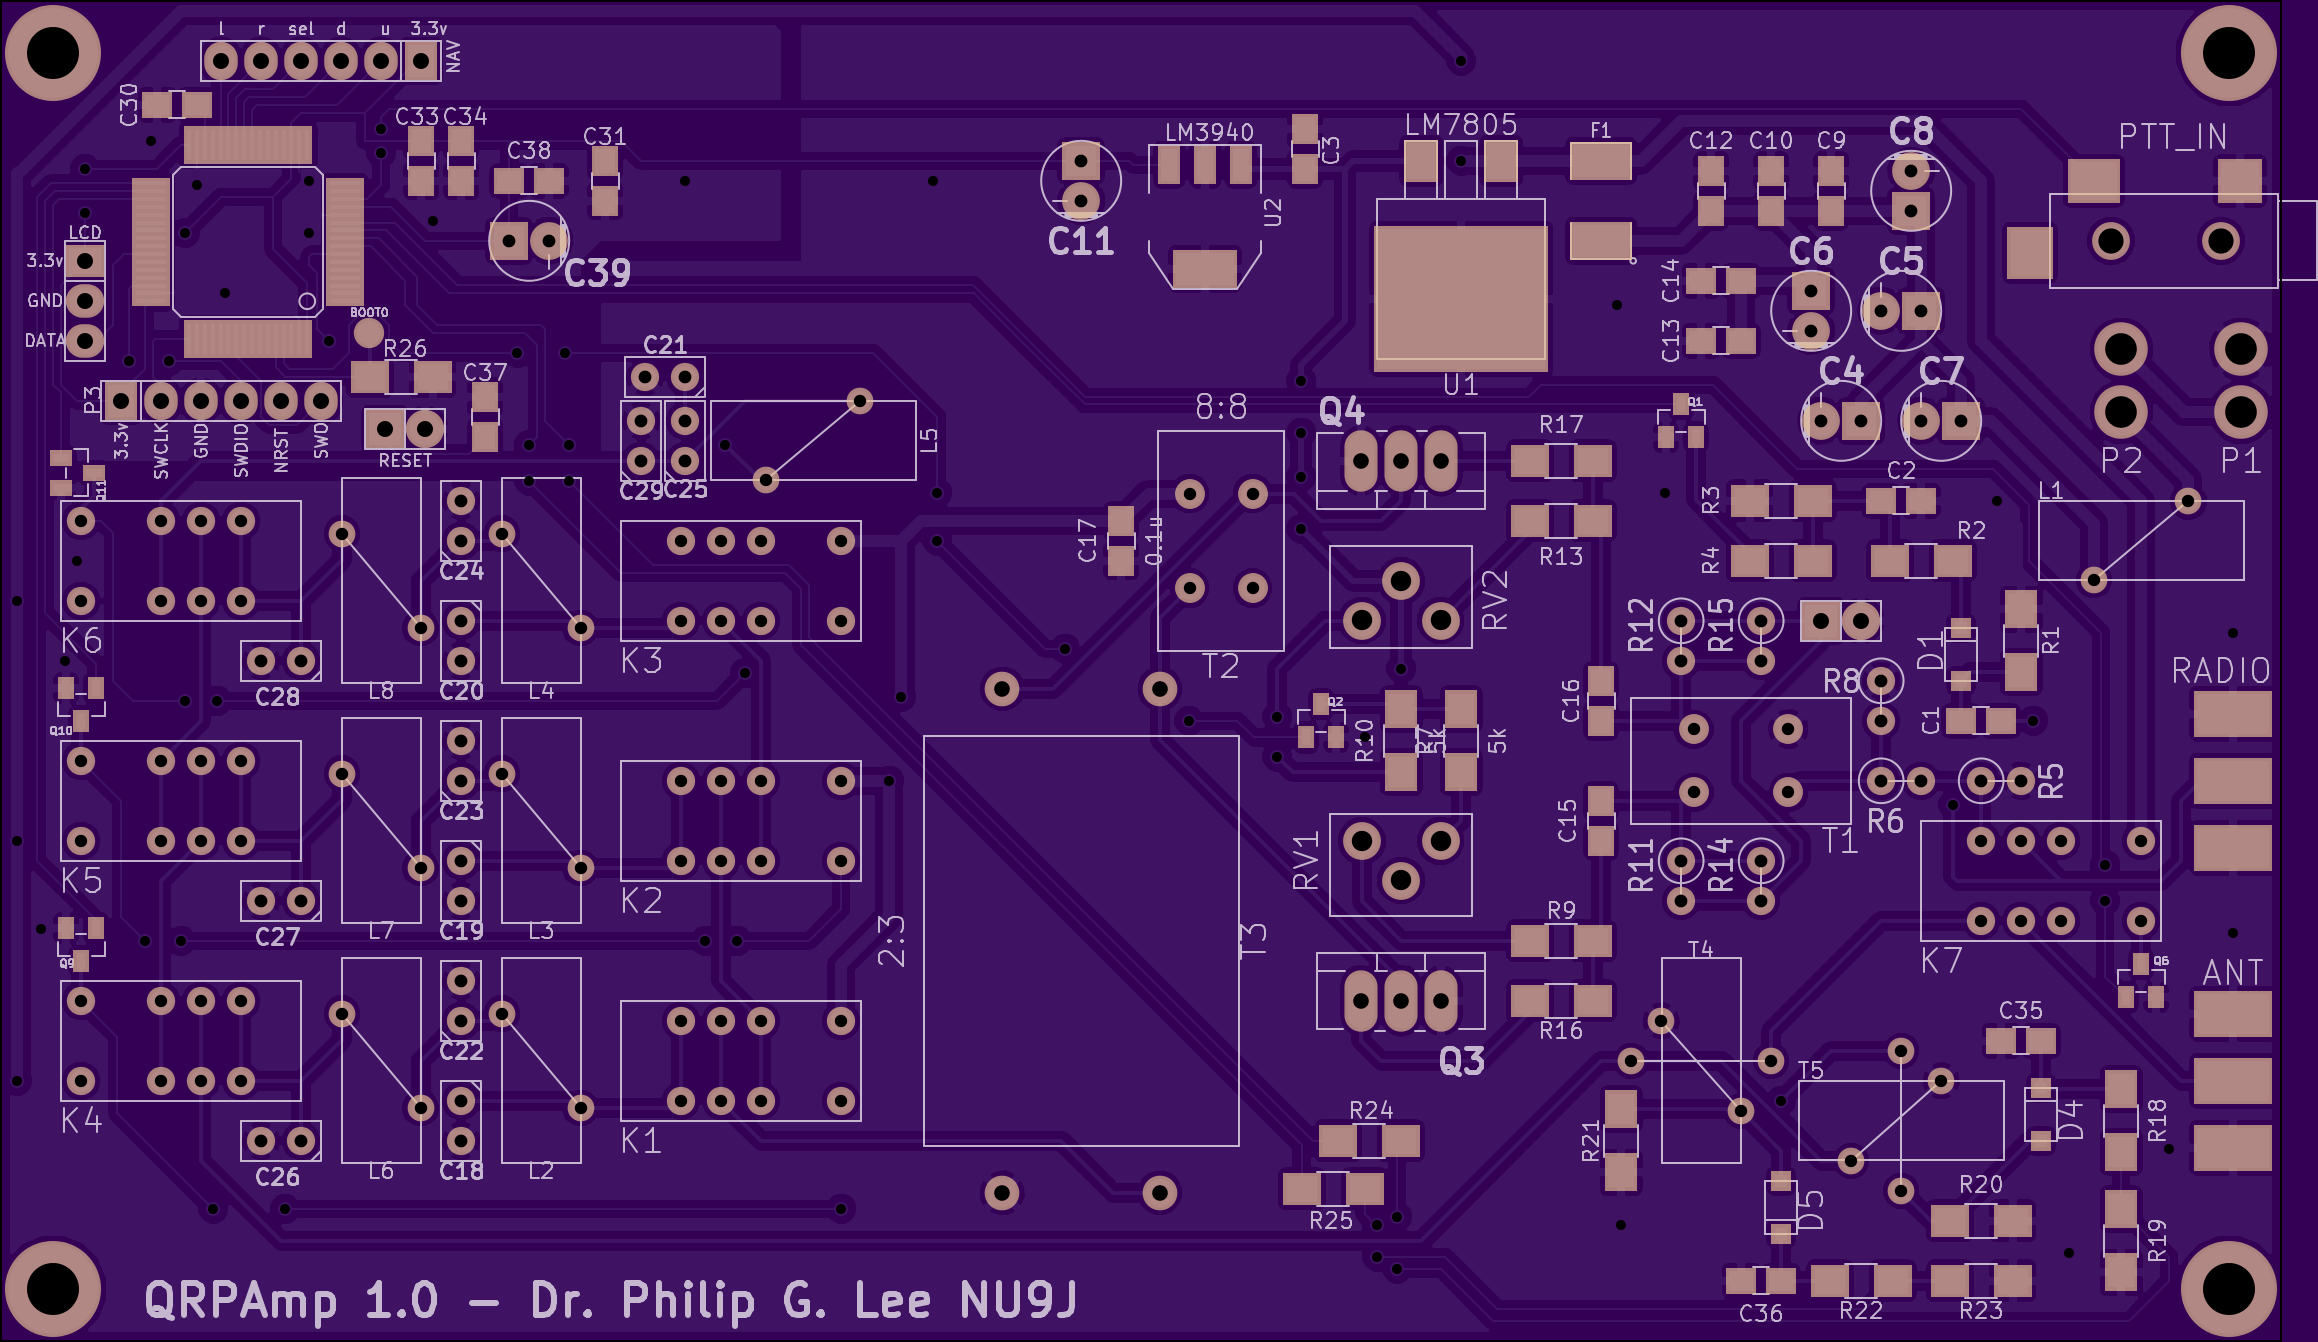 l r sel d u 3.3v
NAV
C30
C33 C34
C38
C31
LM3940
C3
LM7805
F1
C12 C10 C9
C8
PTT_IN
U2
LCD
3.3v
GND
DATA
C39
C11
C14
C6
C5
BOOT0
R26
C37
C21
C13
U1
C4
C7
P3
3.3v
SWCLK
GND
SWDIO
NRST
SWD
RESET
L5
8:8
Q4
R17
Q1
P2
P1
Q11
C29
C25
C2
L1
R3
R2
C17
0.1u
R13
R4
C24
K6
K3
T2
RV2
R12
R15
D1
R1
C28
L8
C20
L4
R8
RADIO
Q10
Q2
R10
R7
5k
5k
C16
C1
R5
R6
T1
C23
K5
K2
RV1
C15
R11
R14
C27
L7
C19
L3
2:3
T3
R9
T4
K7
Q9
Q6
ANT
C35
R16
Q3
C22
T5
K4
K1
R24
R21
D4
R18
C26
L6
C18
L2
R25
D5
R20
R19
QRPAmp 1.0 – Dr. Philip G. Lee NU9J
C36
R22
R23